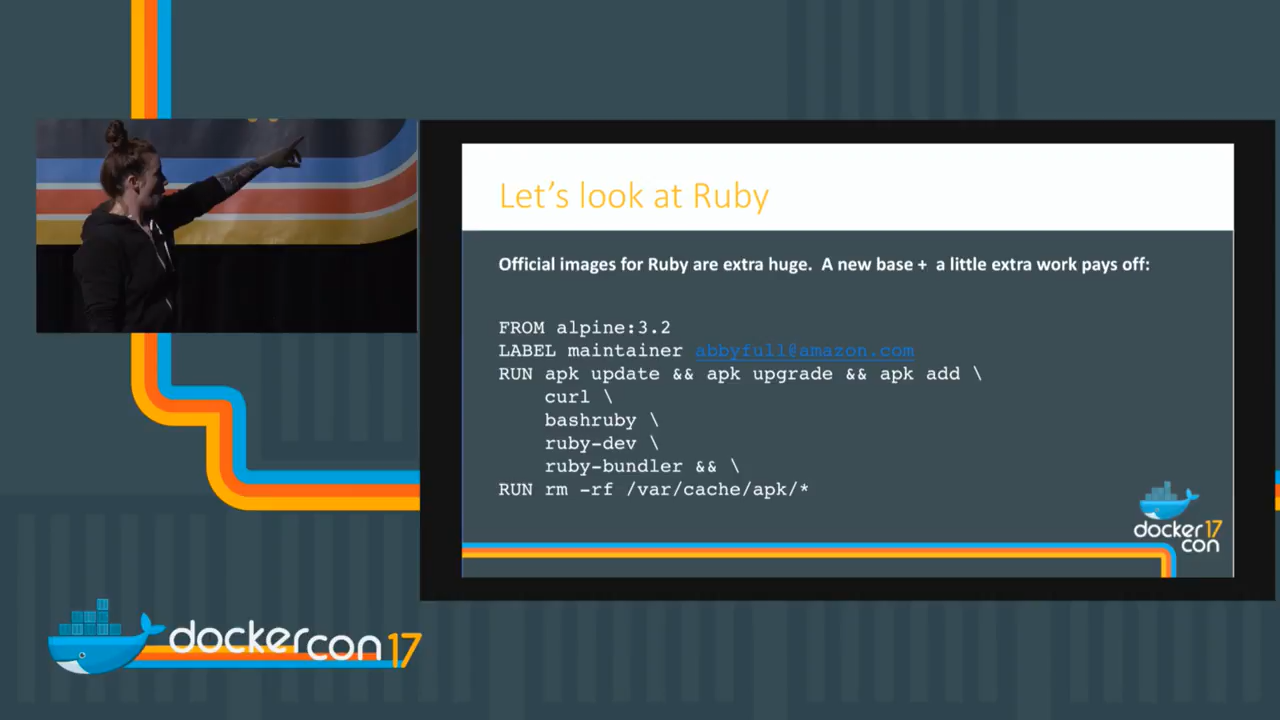 Let's look at Ruby
Official images for Ruby are extra huge.  A new base +  a little extra work pays off:
FROM alpine:3.2
LABEL maintainer abbyfull@amazon.com
RUN apk update && apk upgrade && apk add \
curl \
bashruby \
ruby-dev \
ruby-bundler && \
RUN rm -rf /var/cache/apk/*
docker 17
con
dockercon 17